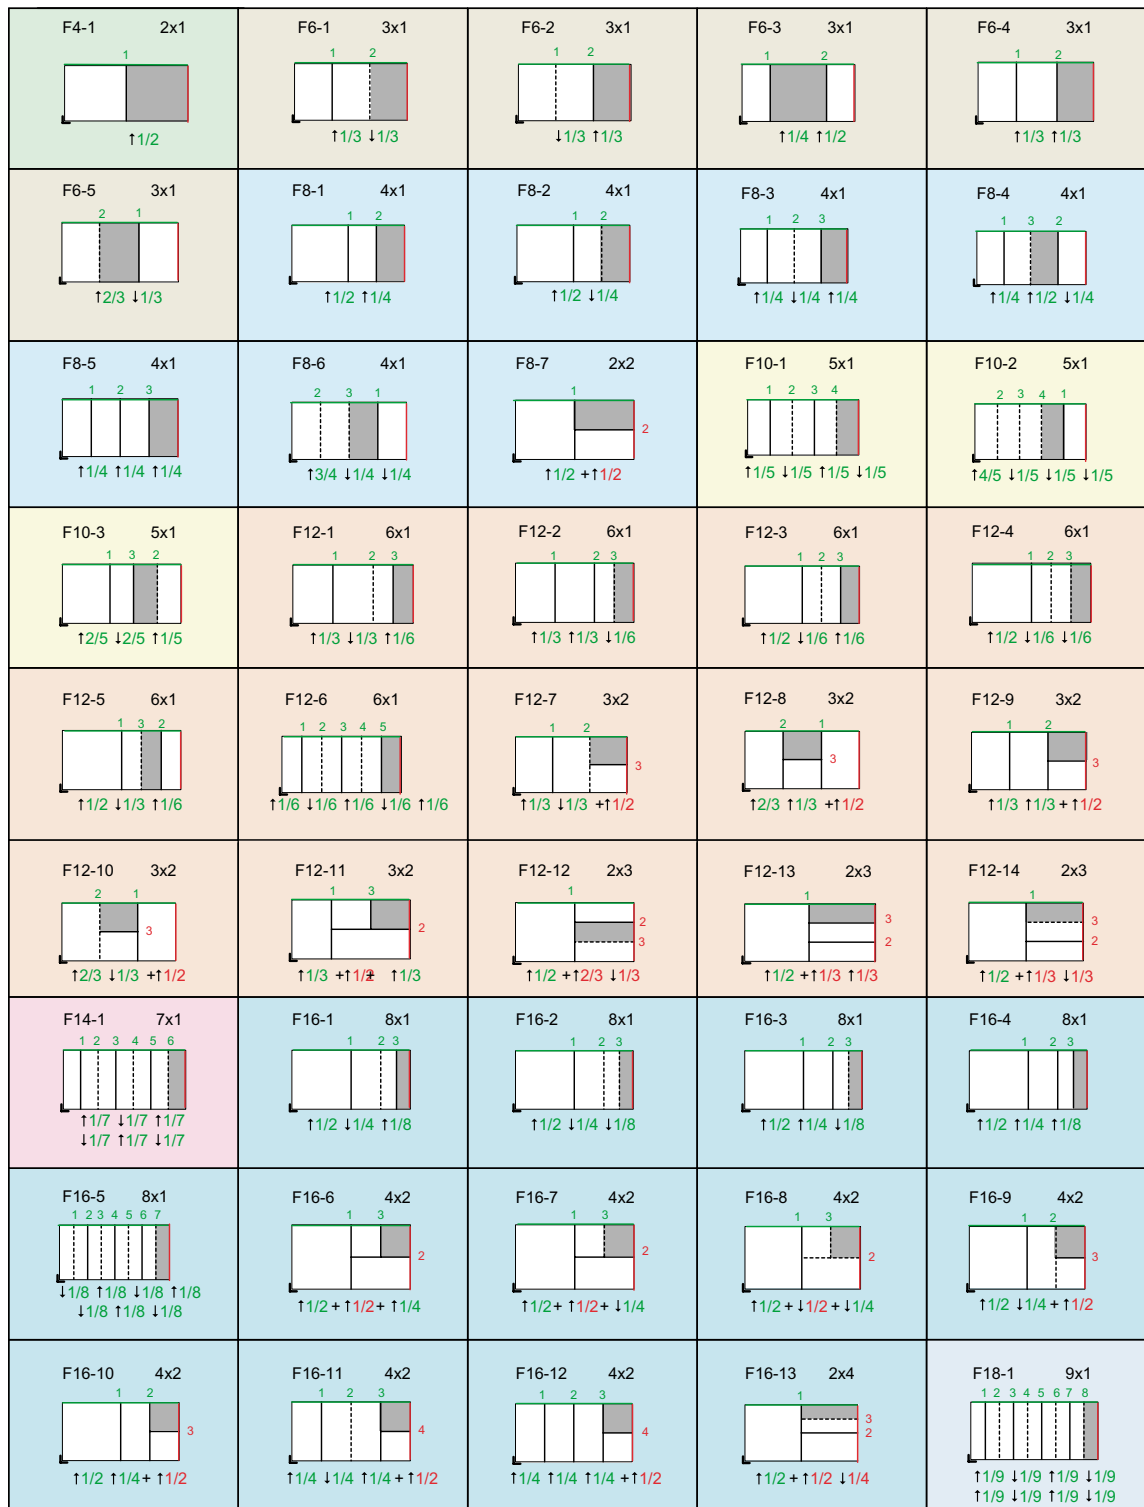 F4-1 2x1
1
↑1/2
F6-1 3x1
1 2
↑1/3 ↓1/3
F6-2 3x1
1 2
↓1/3 ↑1/3
F6-3 3x1
1 2
↑1/4 ↑1/2
F6-4 3x1
1 2
↑1/3 ↑1/3
F6-5 3x1
2 1
↑2/3 ↓1/3
F8-1 4x1
1 2
↑1/2 ↑1/4
F8-2 4x1
1 2
↑1/2 ↓1/4
F8-3 4x1
1 2 3
↑1/4 ↓1/4 ↑1/4
F8-4 4x1
1 3 2
↑1/4 ↑1/2 ↓1/4
F8-5 4x1
1 2 3
↑1/4 ↑1/4 ↑1/4
F8-6 4x1
2 3 1
↑3/4 ↓1/4 ↓1/4
F8-7 2x2
1
2
↑1/2 +↑1/2
F10-1 5x1
1 2 3 4
↑1/5 ↓1/5 ↑1/5 ↓1/5
F10-2 5x1
2 3 4 1
↑4/5 ↓1/5 ↓1/5 ↓1/5
F10-3 5x1
1 3 2
↑2/5 ↓2/5 ↑1/5
F12-1 6x1
1 2 3
↑1/3 ↓1/3 ↑1/6
F12-2 6x1
1 2 3
↑1/3 ↑1/3 ↓1/6
F12-3 6x1
1 2 3
↑1/2 ↓1/6 ↑1/6
F12-4 6x1
1 2 3
↑1/2 ↓1/6 ↓1/6
F12-5 6x1
1 3 2
↑1/2 ↓1/3 ↑1/6
F12-6 6x1
1 2 3 4 5
↑1/6 ↓1/6 ↑1/6 ↓1/6 ↑1/6
F12-7 3x2
1 2
3
↑1/3 ↓1/3 +↑1/2
F12-8 3x2
2 1
3
↑2/3 ↑1/3 +↑1/2
F12-9 3x2
1 2
3
↑1/3 ↑1/3 + ↑1/2
F12-10 3x2
2 1
3
↑2/3 ↓1/3 +↑1/2
F12-11 3x2
1 3
2
↑1/3 +↑1/2+ ↑1/3
F12-12 2x3
1
2
3
↑1/2 +↑2/3 ↓1/3
F12-13 2x3
1
3
2
↑1/2 +↑1/3 ↑1/3
F12-14 2x3
1
3
2
↑1/2 +↑1/3 ↓1/3
F14-1 7x1
1 2 3 4 5 6
↑1/7 ↓1/7 ↑1/7
↓1/7 ↑1/7 ↓1/7
F16-1 8x1
1 2 3
↑1/2 ↓1/4 ↑1/8
F16-2 8x1
1 2 3
↑1/2 ↓1/4 ↓1/8
F16-3 8x1
1 2 3
↑1/2 ↑1/4 ↓1/8
F16-4 8x1
1 2 3
↑1/2 ↑1/4 ↑1/8
F16-5 8x1
1 2 3 4 5 6 7
↓1/8 ↑1/8 ↓1/8 ↑1/8
↓1/8 ↑1/8 ↓1/8
F16-6 4x2
1 3
2
↑1/2 + ↑1/2 + ↑1/4
F16-7 4x2
1 3
2
↑1/2+ ↑1/2+ ↓1/4
F16-8 4x2
1 3
2
↑1/2 + ↓1/2 + ↓1/4
F16-9 4x2
1 2
3
↑1/2 ↓1/4 + ↑1/2
F16-10 4x2
1 2
3
↑1/2 ↑1/4+ ↑1/2
F16-11 4x2
1 2 3
4
↑1/4 ↓1/4 ↑1/4 + ↑1/2
F16-12 4x2
1 2 3
4
↑1/4 ↑1/4 ↑1/4 +↑1/2
F16-13 2x4
1
3
2
↑1/2 + ↑1/2 ↓1/4
F18-1 9x1
1 2 3 4 5 6 7 8
↑1/9 ↓1/9 ↑1/9 ↓1/9
↑1/9 ↓1/9 ↑1/9 ↓1/9